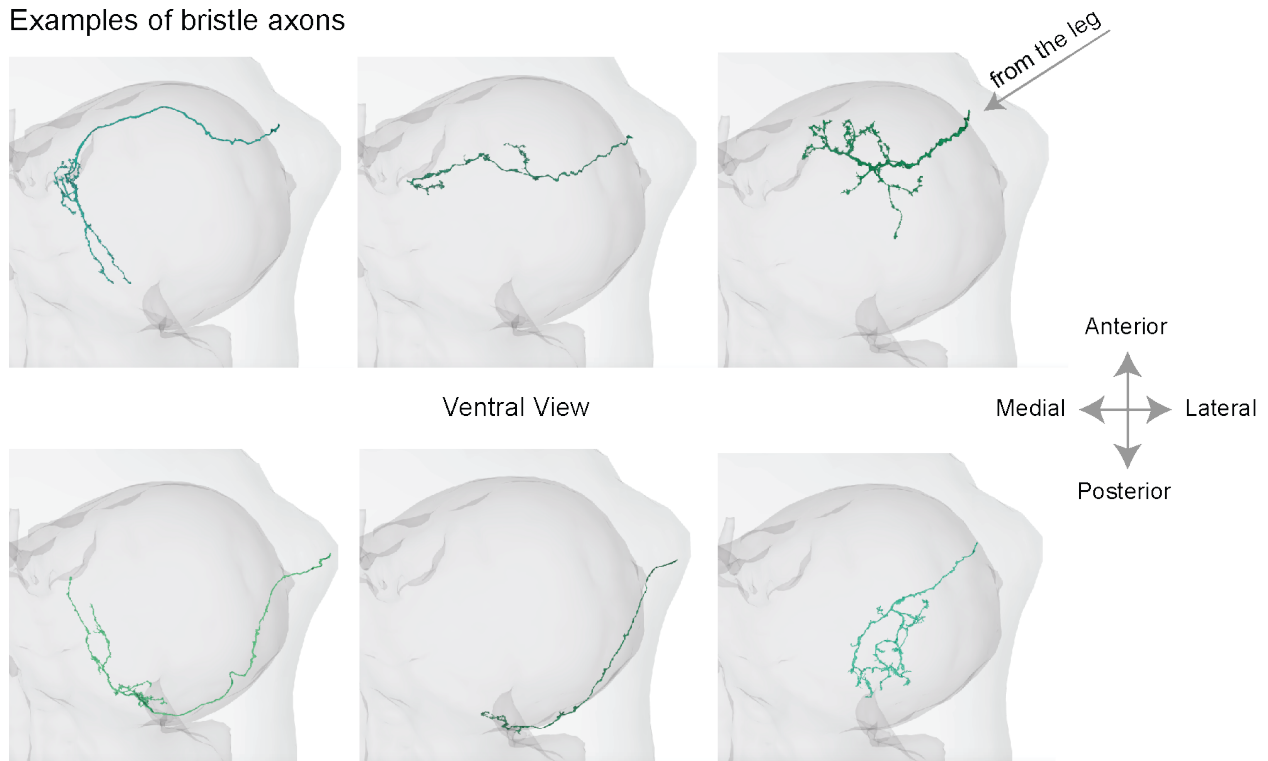 Examples of bristle axons
from the leg
Anterior
Ventral View
Medial
Lateral
Posterior